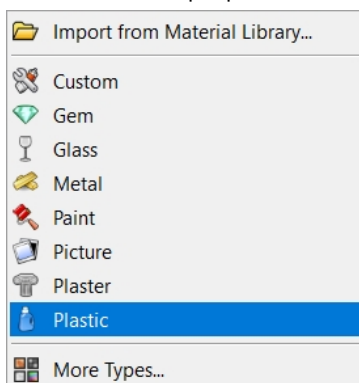 Import from Material Library...
Custom
Gem
Glass
Metal
Paint
Picture
Plaster
Plastic
More Types...